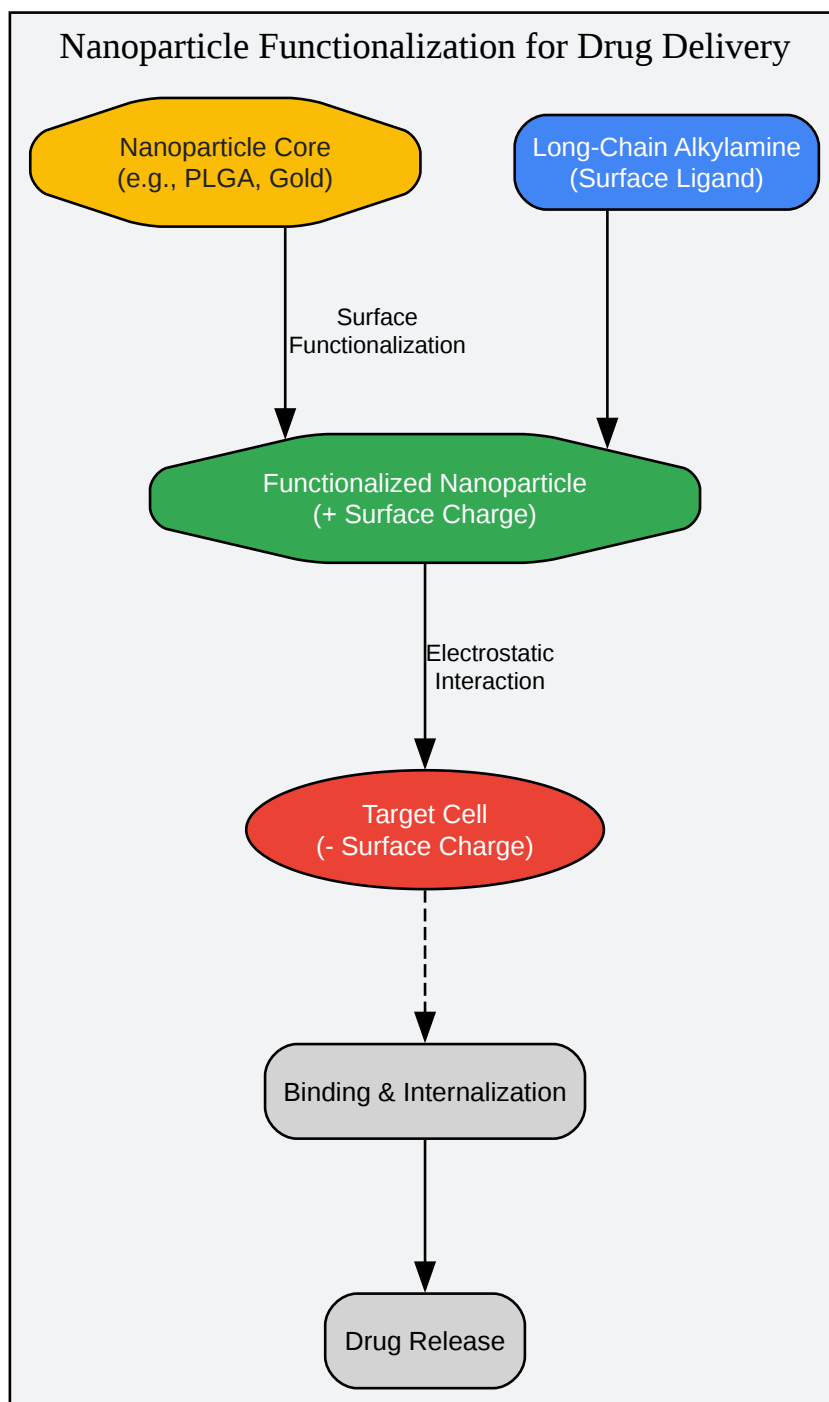 Nanoparticle Functionalization for Drug Delivery
Nanoparticle Core
(e.g., PLGA, Gold)
Long-Chain Alkylamine
(Surface Ligand)
Surface
Functionalization
Functionalized Nanoparticle
(+ Surface Charge)
Electrostatic
Interaction
Target Cell
(- Surface Charge)
Binding & Internalization
Drug Release